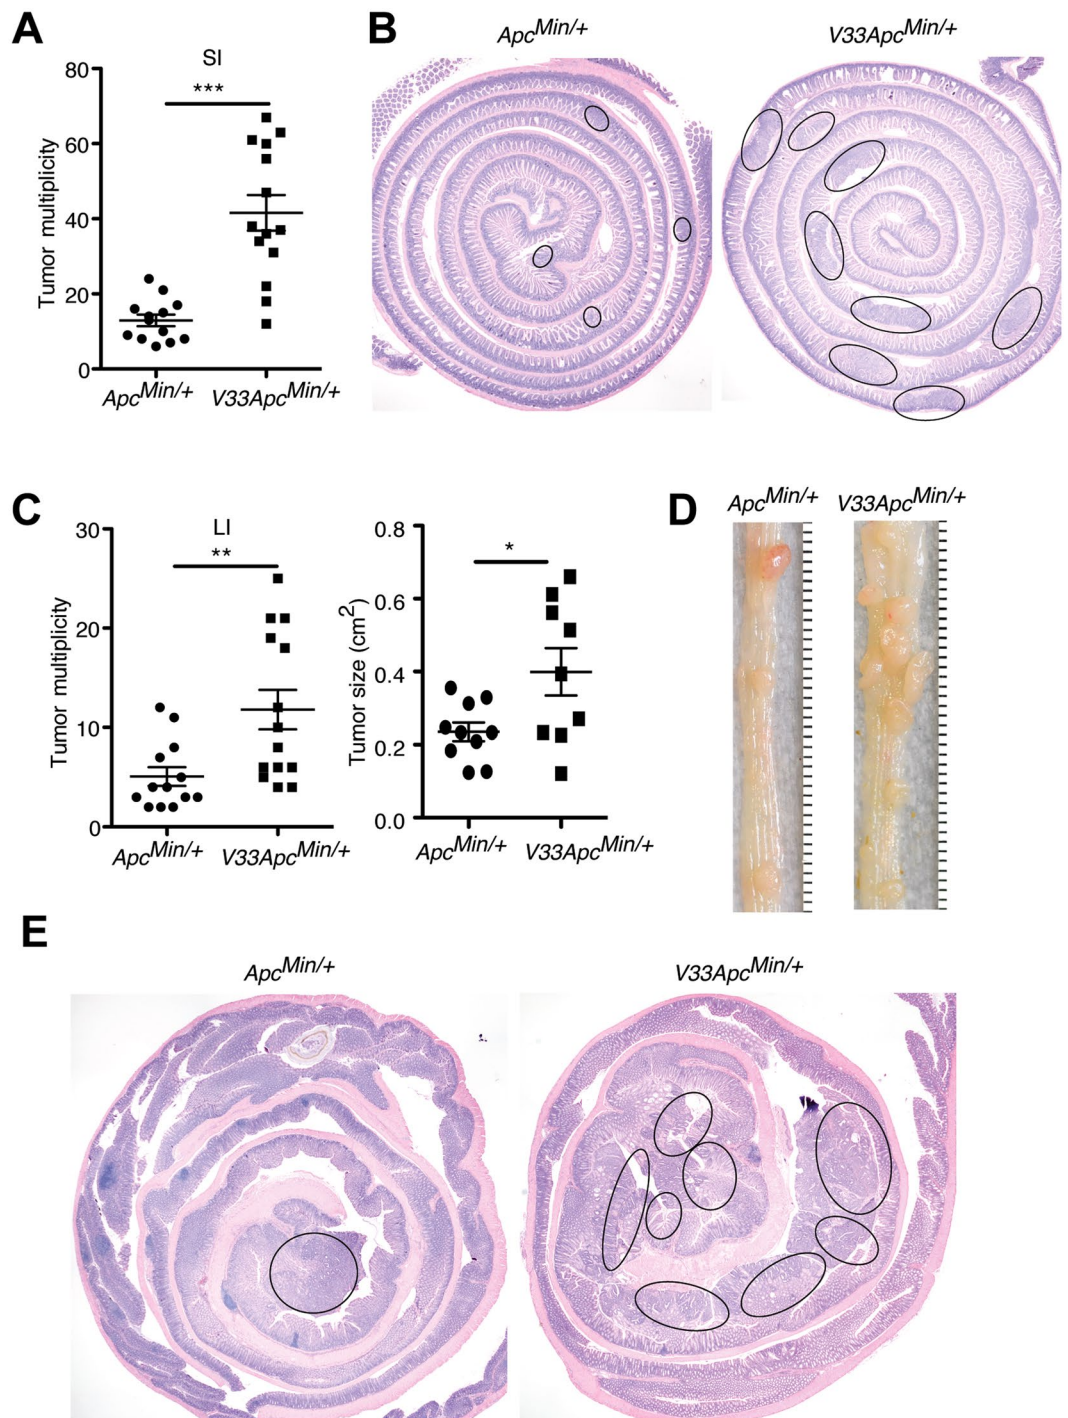 A
SI
***
Tumor multiplicity
80
60
40
20
0
ApcMin/+
V33ApcMin/+
B
ApcMin/+
V33ApcMin/+
C
LI
**
Tumor multiplicity
30
20
10
0
ApcMin/+
V33ApcMin/+
*
Tumor size (cm2)
0.8
0.6
0.4
0.2
0.0
ApcMin/+
V33ApcMin/+
D
ApcMin/+
V33ApcMin/+
E
ApcMin/+
V33ApcMin/+